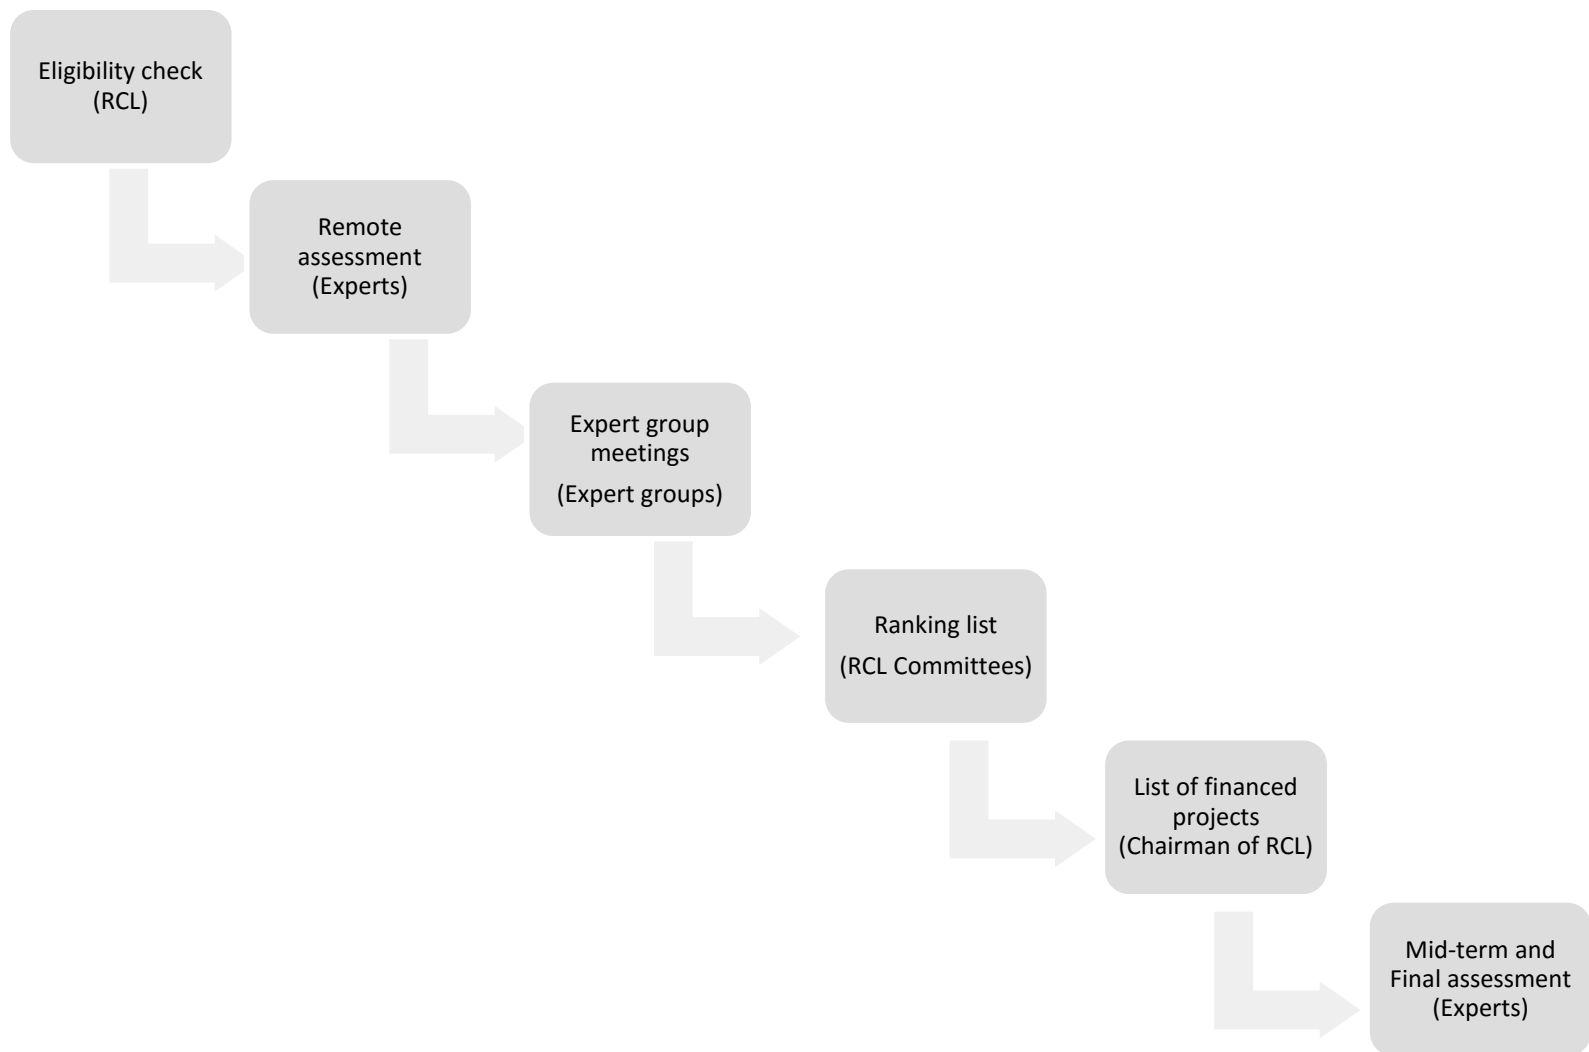 Eligibility check
(RCL)
Remote
assessment
(Experts)
Expert group
meetings
(Expert groups)
Ranking list
(RCL Committees)
List of financed
projects
(Chairman of RCL)
Mid-term and
Final assessment
(Experts)